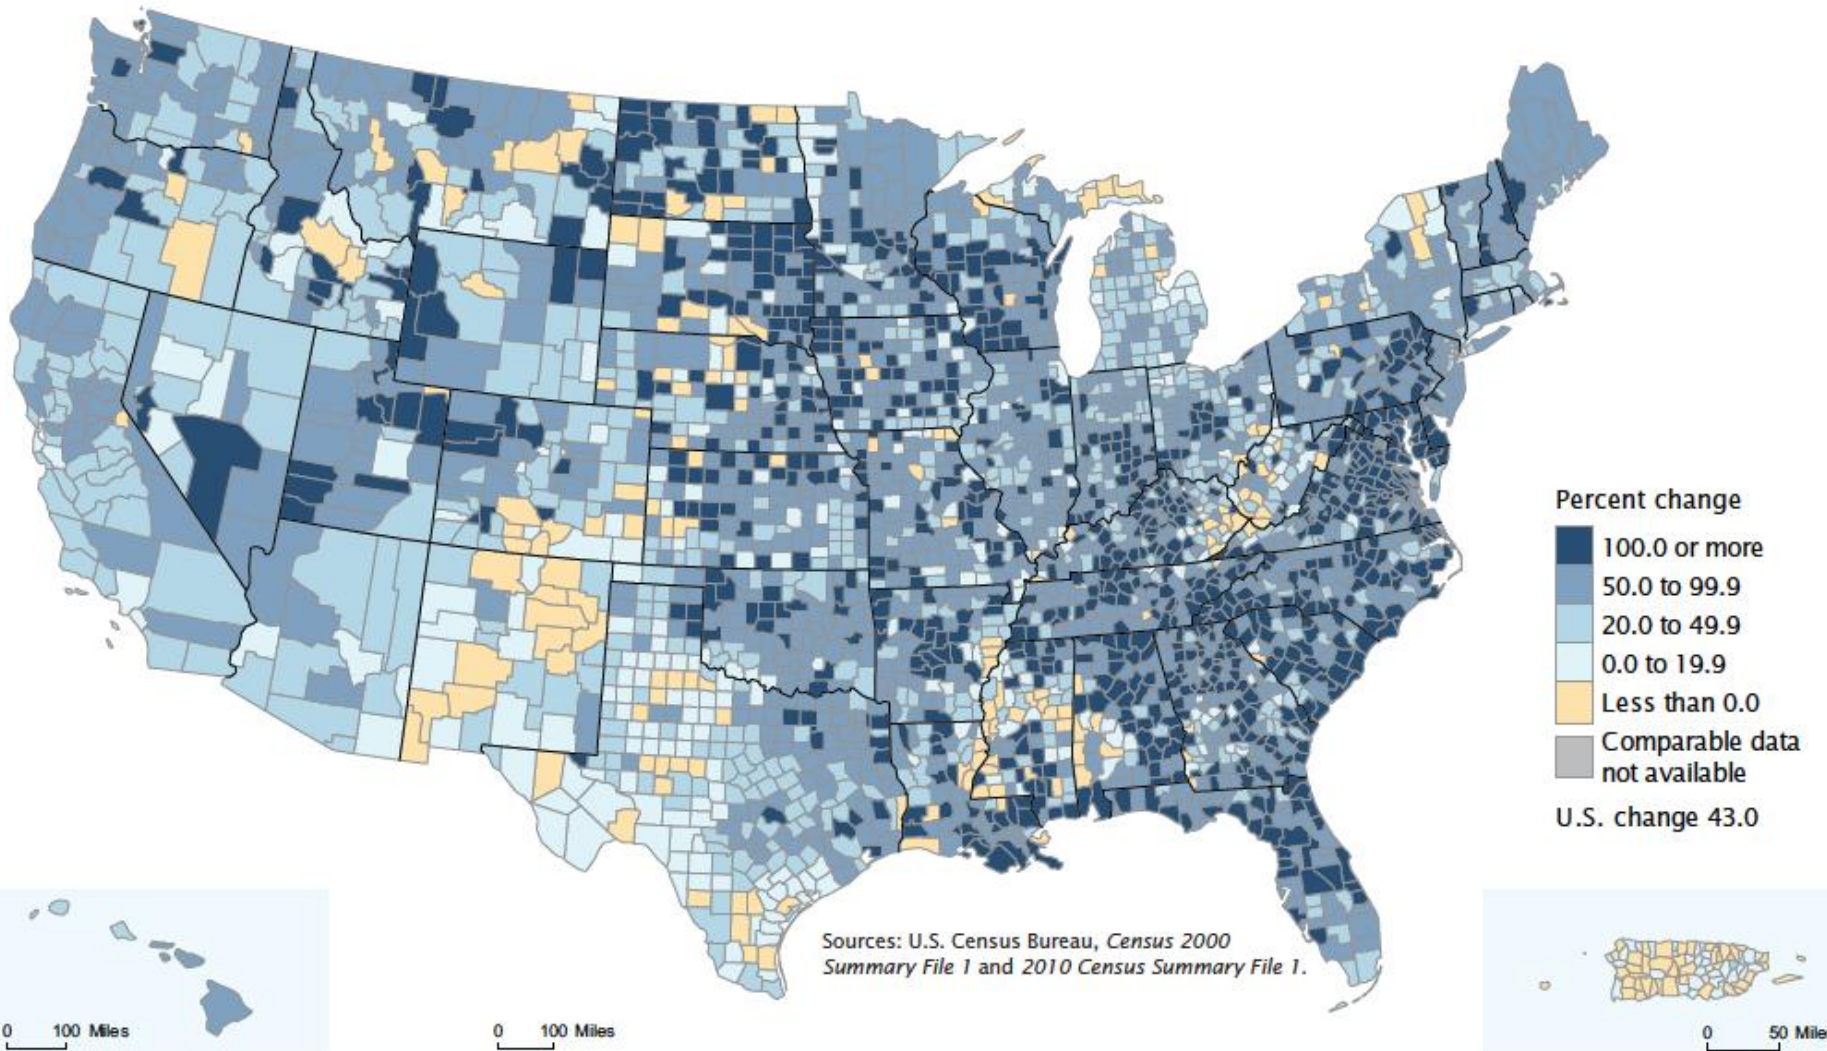 Percent change
100.0 or more
50.0 to 99.9
20.0 to 49.9
0.0 to 19.9
Less than 0.0
Comparable data
not available
U.S. change 43.0
Sources: U.S. Census Bureau, Census 2000
Summary File 1 and 2010 Census Summary File 1.
0 100 Miles
0 100 Miles
0 50 Mile